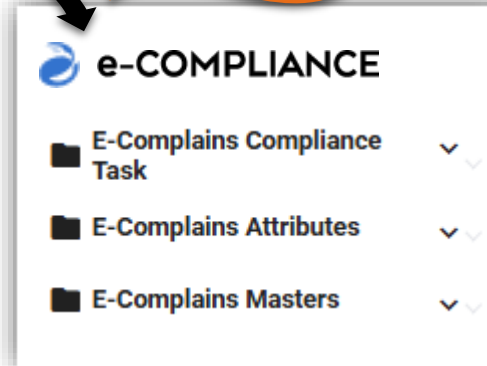 e-COMPLIANCE
E-Complains Compliance
Task
E-Complains Attributes
E-Complains Masters